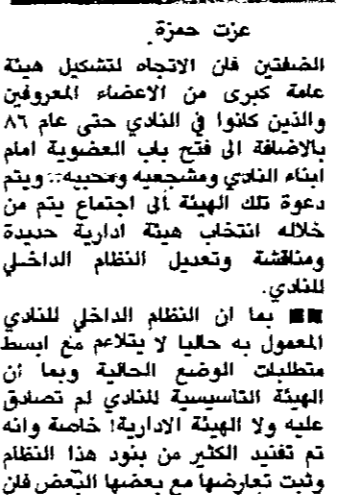 عزت حمزة
الضفتين فان الاتجاه لتشكيل هيئة
عامة كبرى من الاعضاء المعروفين
والذين كانوا في النادي حتى عام ٨٦
بالاضافة الى فتح باب العضوية امام
ابناء النادي ومشجعيه ومحبيه.. ويتم
دعوة تلك الهيئة ألى اجتماع يتم من
خلاله انتخاب هيئة ادارية جديدة
ومناقشة وتعديل النظام الداخلي
للنادي.
■■ بما ان النظام الداخلي للنادي
المعمول به حاليا لا يتلاءم مع ابسط
متطلبات الوضع الحالية وبما ان
الهيئة التاسيسية للنادي لم تصادق
عليه ولا الهيئة الادارية! خاصة وانه
تم تفنيد الكثير من بنود هذا النظام
وثبت تعارضها مع بعضها البعض فان